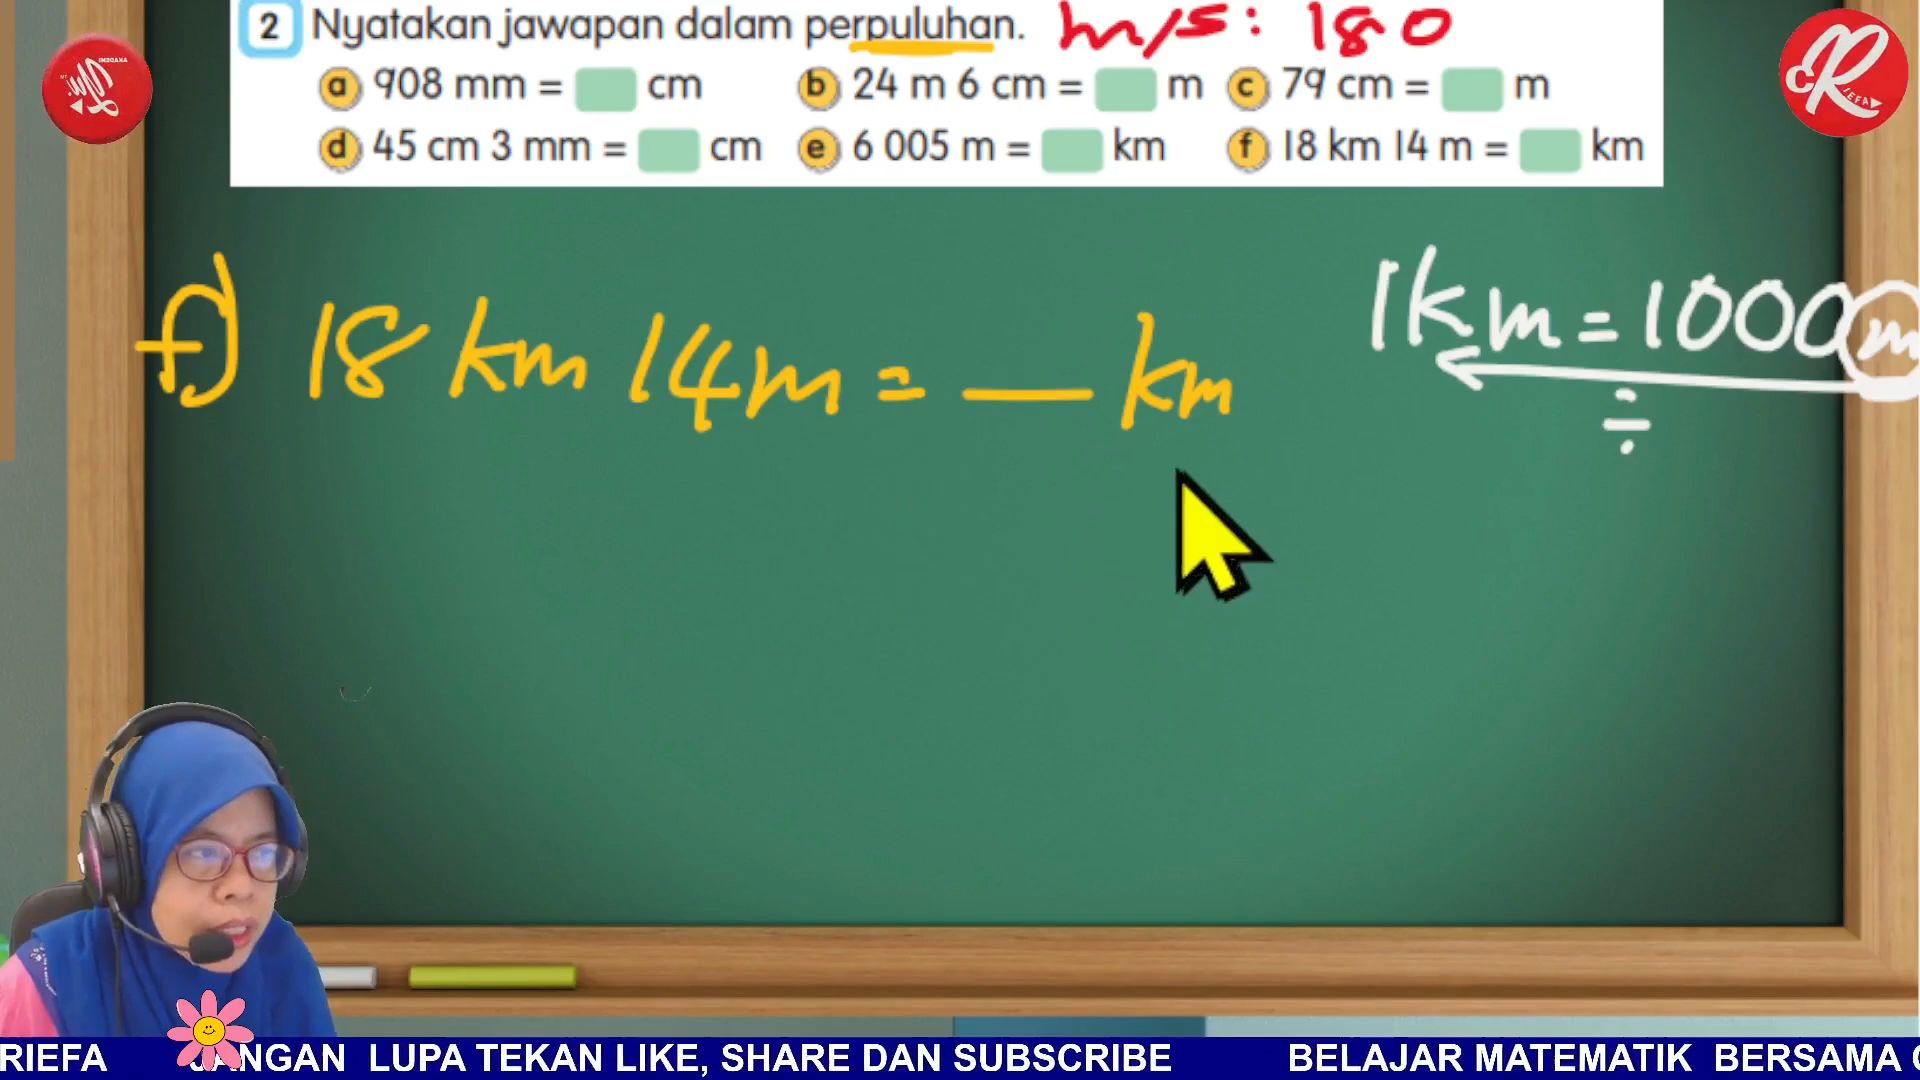 2 Nyatakan jawapan dalam perpuluhan. m/s: 180
a 908 mm = cm b 24 m 6 cm = m c 79 cm = m
d 45 cm 3 mm = cm e 6 005 m = km f 18 km 14 m = km
f) 18 km 14 m = __ km
1 km = 1000 m
÷
RIEFA JANGAN LUPA TEKAN LIKE, SHARE DAN SUBSCRIBE BELAJAR MATEMATIK BERSAMA C